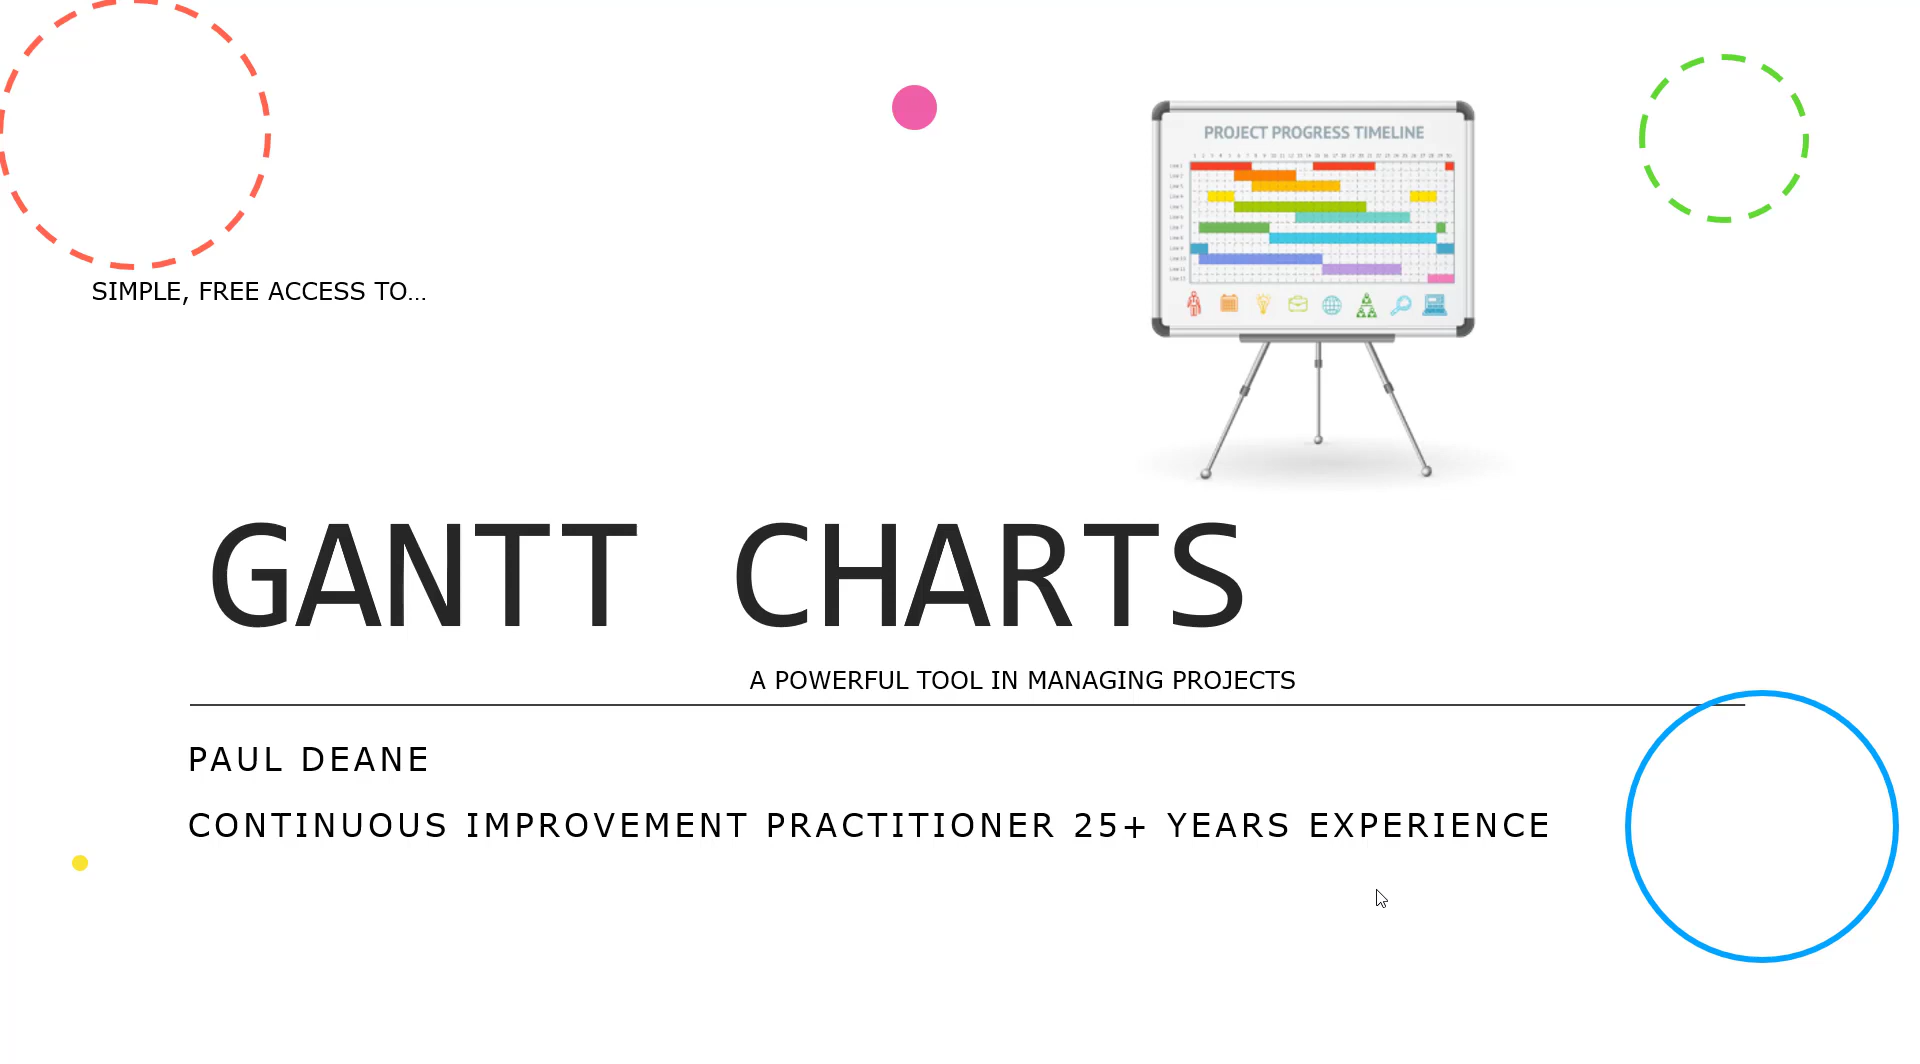 SIMPLE, FREE ACCESS TO...
PROJECT PROGRESS TIMELINE
GANTT CHARTS
A POWERFUL TOOL IN MANAGING PROJECTS
PAUL DEANE
CONTINUOUS IMPROVEMENT PRACTITIONER 25+ YEARS EXPERIENCE